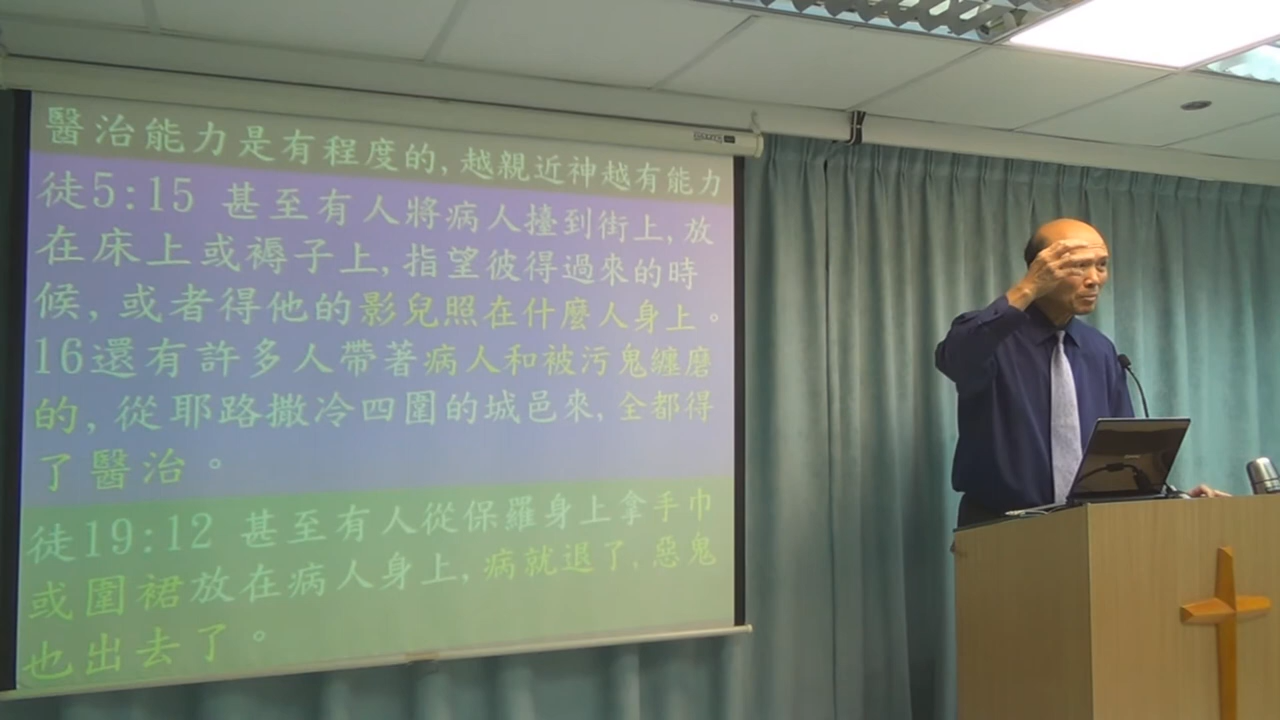 醫治能力是有程度的，越親近神越有能力
徒5:15 甚至有人將病人擡到街上，放
在床上或褥子上，指望彼得過來的時
候，或者得他的影兒照在什麼人身上。
16還有許多人帶著病人和被污鬼纏磨
的，從耶路撒冷四圍的城邑來，全都得
了醫治。
徒19:12 甚至有人從保羅身上拿手巾
或圍裙放在病人身上，病就退了，惡鬼
也出去了。